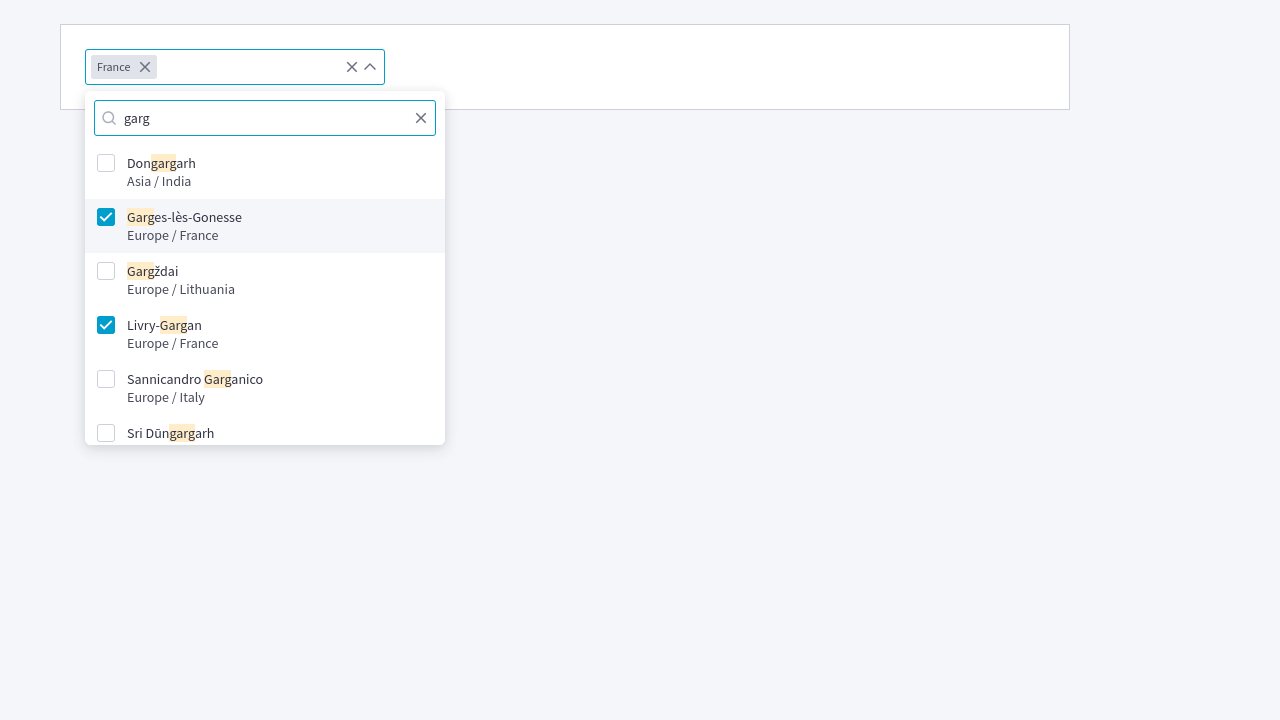 France
garg
Dongargarh
Asia / India
Garges-lès-Gonesse
Europe / France
Gargždai
Europe / Lithuania
Livry-Gargan
Europe / France
Sannicandro Garganico
Europe / Italy
Sri Dūngargarh